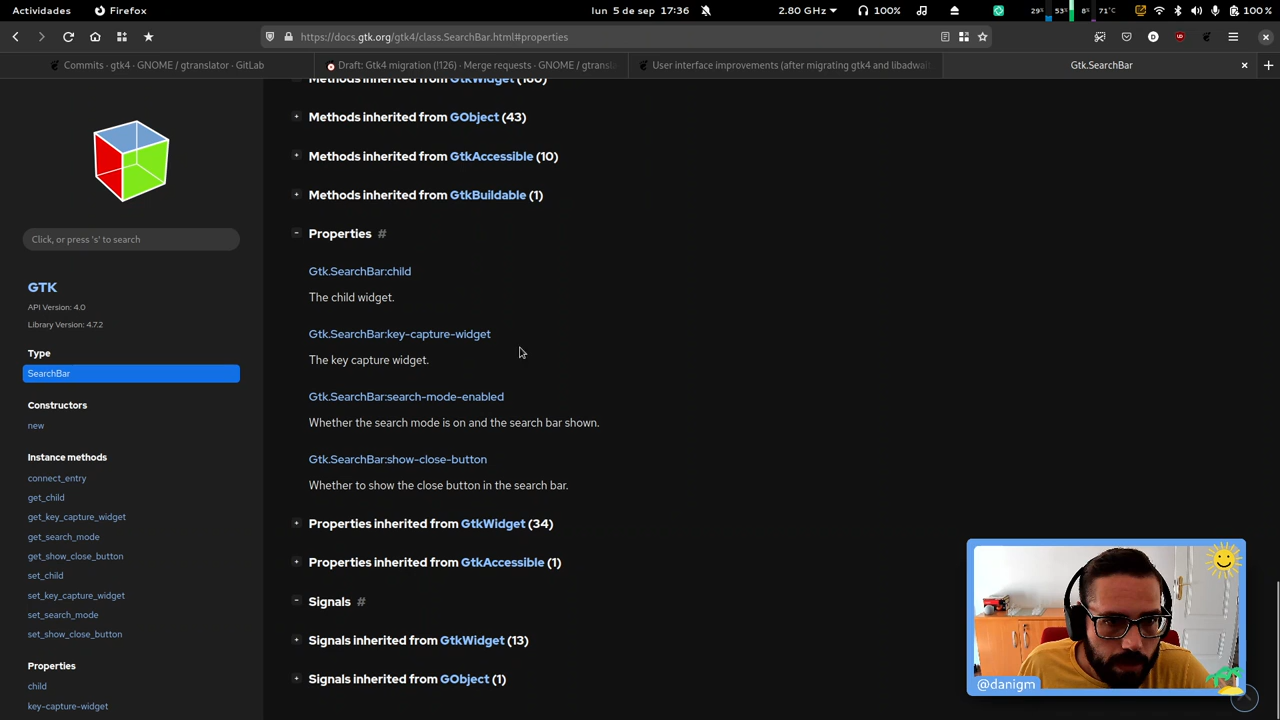 Actividades
Firefox
lun 5 de sep 17:36
2.80 GHz
100%
29%
53%
8%
71°C
100 %
https://docs.gtk.org/gtk4/class.SearchBar.html#properties
Commits · gtk4 · GNOME / gtranslator · GitLab
Draft: Gtk4 migration (!126) · Merge requests · GNOME / gtransla
User interface improvements (after migrating gtk4 and libadwait
Gtk.SearchBar
Methods inherited from GtkWidget (160)
Methods inherited from GObject (43)
Methods inherited from GtkAccessible (10)
Methods inherited from GtkBuildable (1)
Properties #
Gtk.SearchBar:child
The child widget.
Gtk.SearchBar:key-capture-widget
The key capture widget.
Gtk.SearchBar:search-mode-enabled
Whether the search mode is on and the search bar shown.
Gtk.SearchBar:show-close-button
Whether to show the close button in the search bar.
Properties inherited from GtkWidget (34)
Properties inherited from GtkAccessible (1)
Signals #
Signals inherited from GtkWidget (13)
Signals inherited from GObject (1)
Click, or press 's' to search
GTK
API Version: 4.0
Library Version: 4.7.2
Type
SearchBar
Constructors
new
Instance methods
connect_entry
get_child
get_key_capture_widget
get_search_mode
get_show_close_button
set_child
set_key_capture_widget
set_search_mode
set_show_close_button
Properties
child
key-capture-widget
@danigm